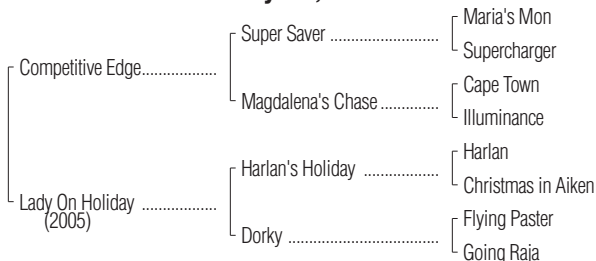 Maria's Mon
Super Saver ......................
Supercharger
Competitive Edge................
Cape Town
Magdalena's Chase ............
Illuminance
Harlan
Harlan's Holiday ...............
Christmas in Aiken
Lady On Holiday ................
(2005)
Flying Paster
Dorky ................................
Going Raja